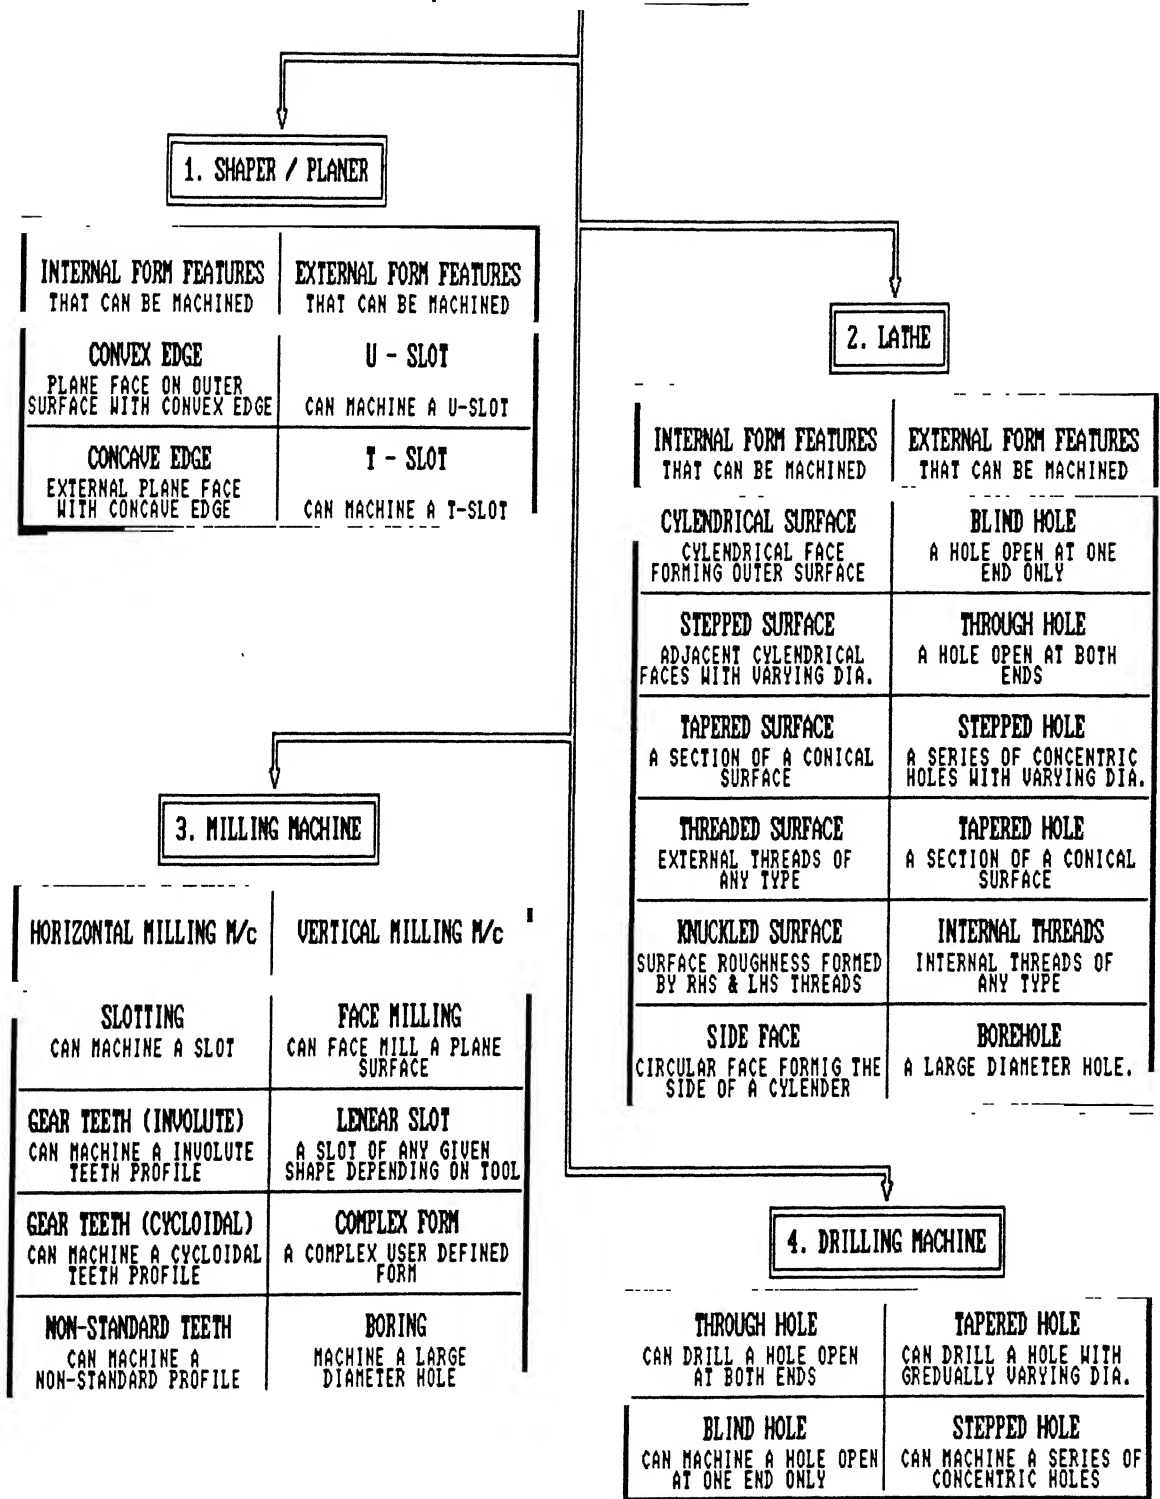 1. SHAPER / PLANER
INTERNAL FORM FEATURES
THAT CAN BE MACHINED
EXTERNAL FORM FEATURES
THAT CAN BE MACHINED
CONVEX EDGE
PLANE FACE ON OUTER
SURFACE WITH CONVEX EDGE
U - SLOT
CAN MACHINE A U-SLOT
CONCAVE EDGE
EXTERNAL PLANE FACE
WITH CONCAVE EDGE
T - SLOT
CAN MACHINE A T-SLOT
2. LATHE
INTERNAL FORM FEATURES
THAT CAN BE MACHINED
EXTERNAL FORM FEATURES
THAT CAN BE MACHINED
CYLENDRICAL SURFACE
CYLENDRICAL FACE
FORMING OUTER SURFACE
BLIND HOLE
A HOLE OPEN AT ONE
END ONLY
STEPPED SURFACE
ADJACENT CYLENDRICAL
FACES WITH VARYING DIA.
THROUGH HOLE
A HOLE OPEN AT BOTH
ENDS
TAPERED SURFACE
A SECTION OF A CONICAL
SURFACE
STEPPED HOLE
A SERIES OF CONCENTRIC
HOLES WITH VARYING DIA.
THREADED SURFACE
EXTERNAL THREADS OF
ANY TYPE
TAPERED HOLE
A SECTION OF A CONICAL
SURFACE
KNUCKLED SURFACE
SURFACE ROUGHNESS FORMED
BY RHS & LHS THREADS
INTERNAL THREADS
INTERNAL THREADS OF
ANY TYPE
SIDE FACE
CIRCULAR FACE FORMIG THE
SIDE OF A CYLENDER
BOREHOLE
A LARGE DIAMETER HOLE.
3. MILLING MACHINE
HORIZONTAL MILLING M/c
VERTICAL MILLING M/c
SLOTTING
CAN MACHINE A SLOT
FACE MILLING
CAN FACE MILL A PLANE
SURFACE
GEAR TEETH (INVOLUTE)
CAN MACHINE A INVOLUTE
TEETH PROFILE
LENEAR SLOT
A SLOT OF ANY GIVEN
SHAPE DEPENDING ON TOOL
GEAR TEETH (CYCLOIDAL)
CAN MACHINE A CYCLOIDAL
TEETH PROFILE
COMPLEX FORM
A COMPLEX USER DEFINED
FORM
NON-STANDARD TEETH
CAN MACHINE A
NON-STANDARD PROFILE
BORING
MACHINE A LARGE
DIAMETER HOLE
4. DRILLING MACHINE
THROUGH HOLE
CAN DRILL A HOLE OPEN
AT BOTH ENDS
TAPERED HOLE
CAN DRILL A HOLE WITH
GREDUALLY VARYING DIA.
BLIND HOLE
CAN MACHINE A HOLE OPEN
AT ONE END ONLY
STEPPED HOLE
CAN MACHINE A SERIES OF
CONCENTRIC HOLES